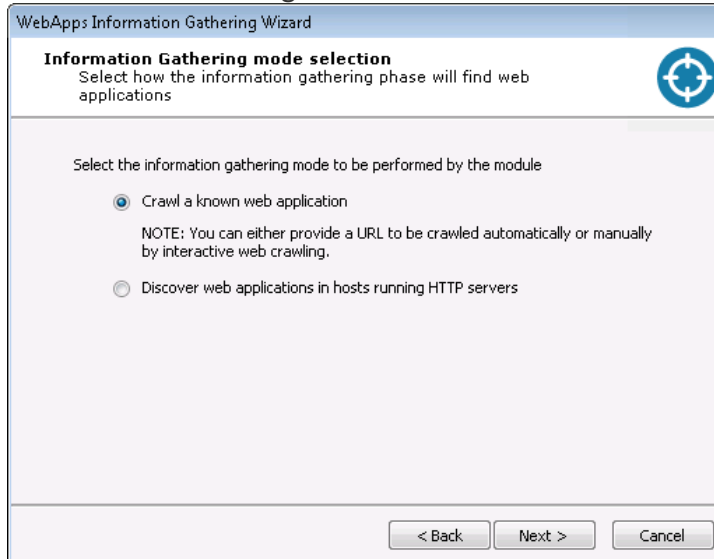 WebApps Information Gathering Wizard
Information Gathering mode selection
Select how the information gathering phase will find web
applications
Select the information gathering mode to be performed by the module
Crawl a known web application
NOTE: You can either provide a URL to be crawled automatically or manually
by interactive web crawling.
Discover web applications in hosts running HTTP servers
< Back Next > Cancel